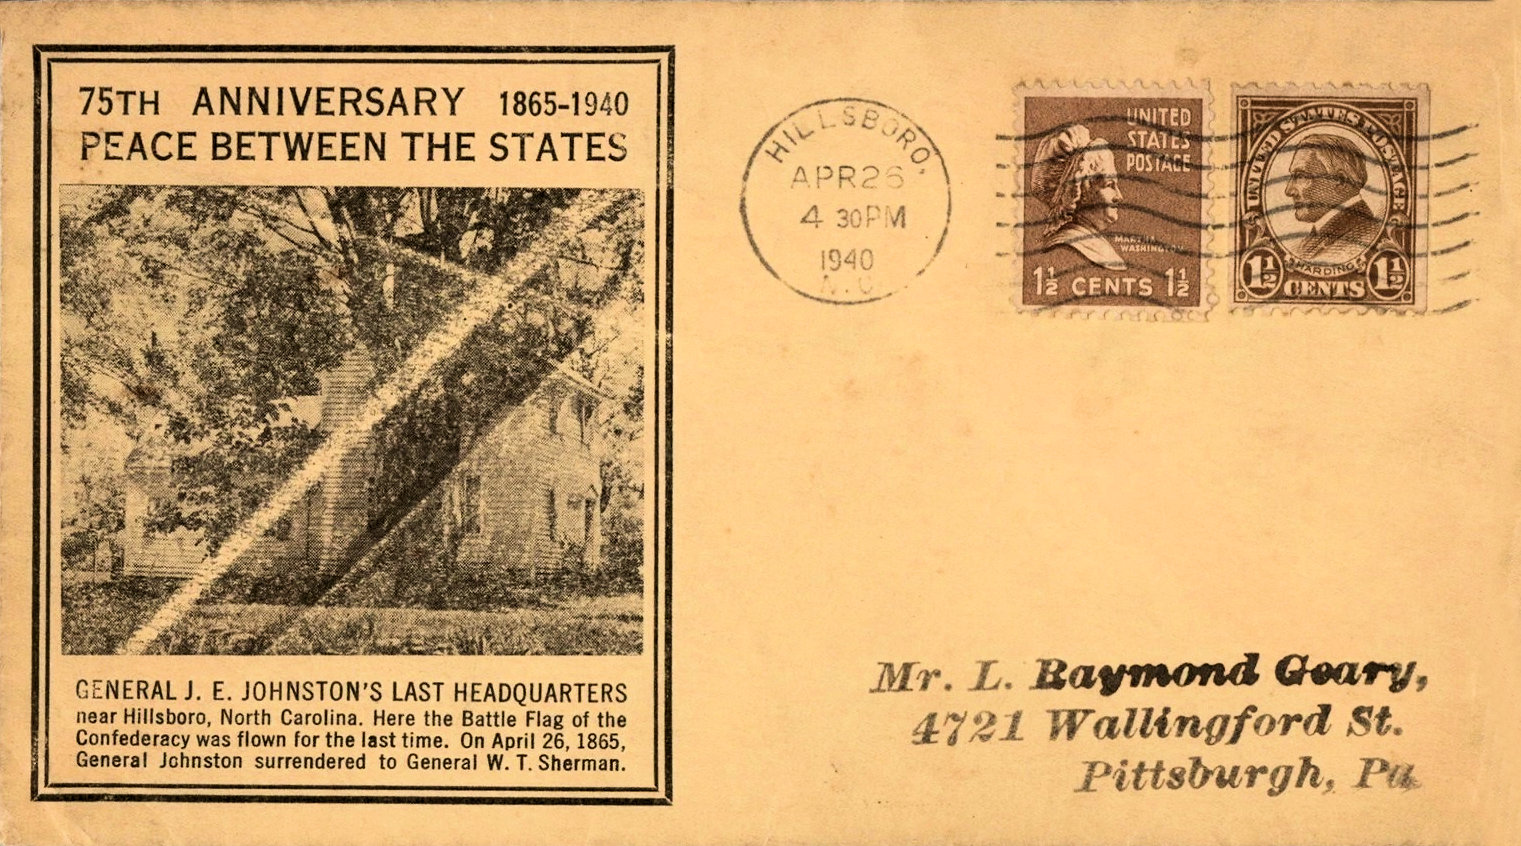 75TH ANNIVERSARY 1865-1940
PEACE BETWEEN THE STATES
GENERAL J. E. JOHNSTON'S LAST HEADQUARTERS
near Hillsboro, North Carolina. Here the Battle Flag of the
Confederacy was flown for the last time. On April 26, 1865,
General Johnston surrendered to General W. T. Sherman.
HILLSBORO,
APR 26
4 30PM
1940
N.C.
UNITED
STATES
POSTAGE
MARTHA
WASHINGTON
1½ CENTS 1½
UNITED STATES POSTAGE
HARDING
1½ CENTS 1½
Mr. L. Raymond Geary,
4721 Wallingford St.
Pittsburgh, Pa